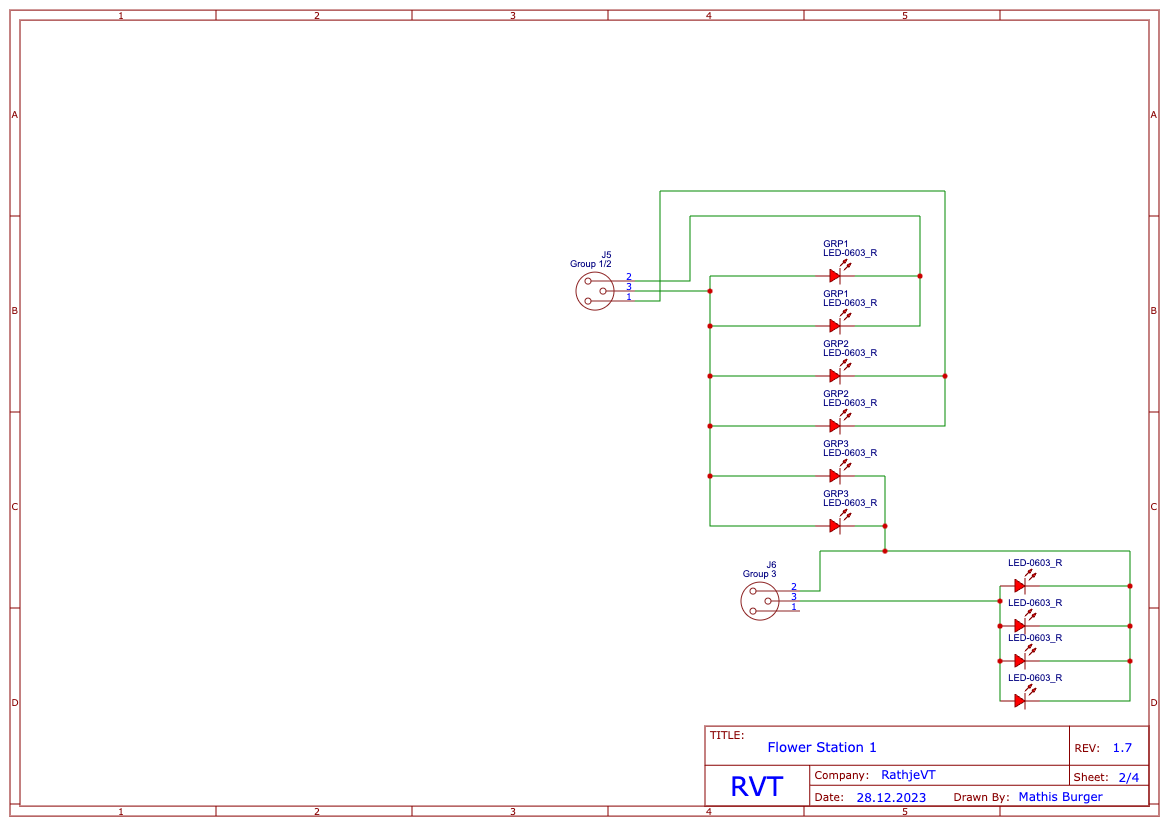 1 2 3 4 5
A A
B B
C C
D D
J5
Group 1/2
2
3
1
GRP1
LED-0603_R
GRP1
LED-0603_R
GRP2
LED-0603_R
GRP2
LED-0603_R
GRP3
LED-0603_R
GRP3
LED-0603_R
J6
Group 3
2
3
1
LED-0603_R
LED-0603_R
LED-0603_R
LED-0603_R
TITLE:
Flower Station 1
REV: 1.7
RVT
Company: RathjeVT
Sheet: 2/4
Date: 28.12.2023 Drawn By: Mathis Burger
1 2 3 4 5